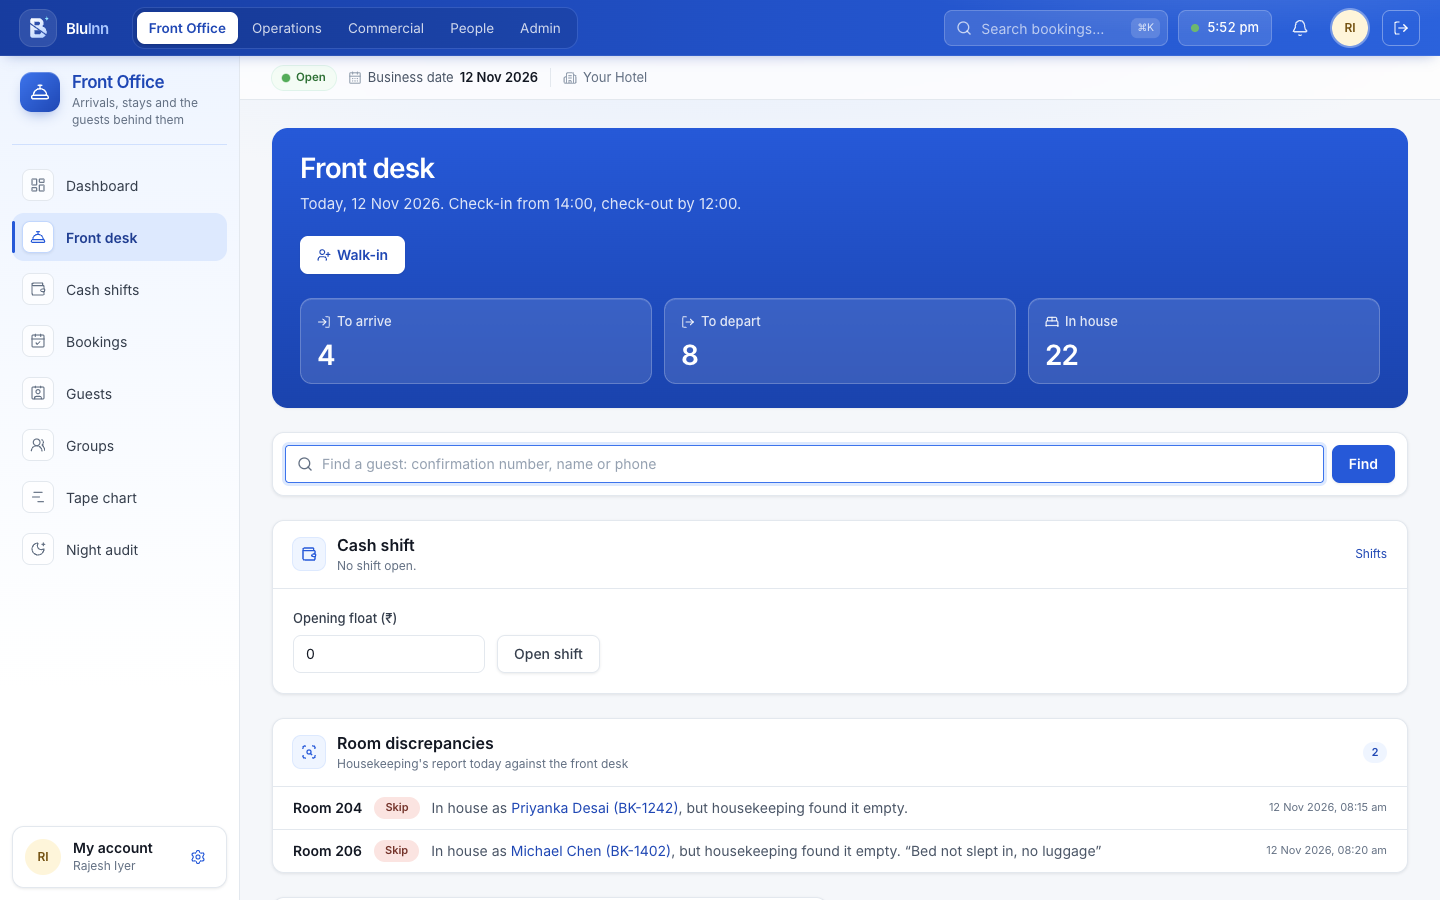 BluInn
Front Office
Operations
Commercial
People
Admin
Search bookings...
⌘K
5:52 pm
RI
Front Office
Arrivals, stays and the
guests behind them
Open
Business date 12 Nov 2026
Your Hotel
Dashboard
Front desk
Cash shifts
Bookings
Guests
Groups
Tape chart
Night audit
My account
Rajesh Iyer
RI
Front desk
Today, 12 Nov 2026. Check-in from 14:00, check-out by 12:00.
Walk-in
To arrive
4
To depart
8
In house
22
Find a guest: confirmation number, name or phone
Find
Cash shift
No shift open.
Shifts
Opening float (₹)
0
Open shift
Room discrepancies
Housekeeping's report today against the front desk
2
Room 204 Skip In house as Priyanka Desai (BK-1242), but housekeeping found it empty. 12 Nov 2026, 08:15 am
Room 206 Skip In house as Michael Chen (BK-1402), but housekeeping found it empty. “Bed not slept in, no luggage” 12 Nov 2026, 08:20 am